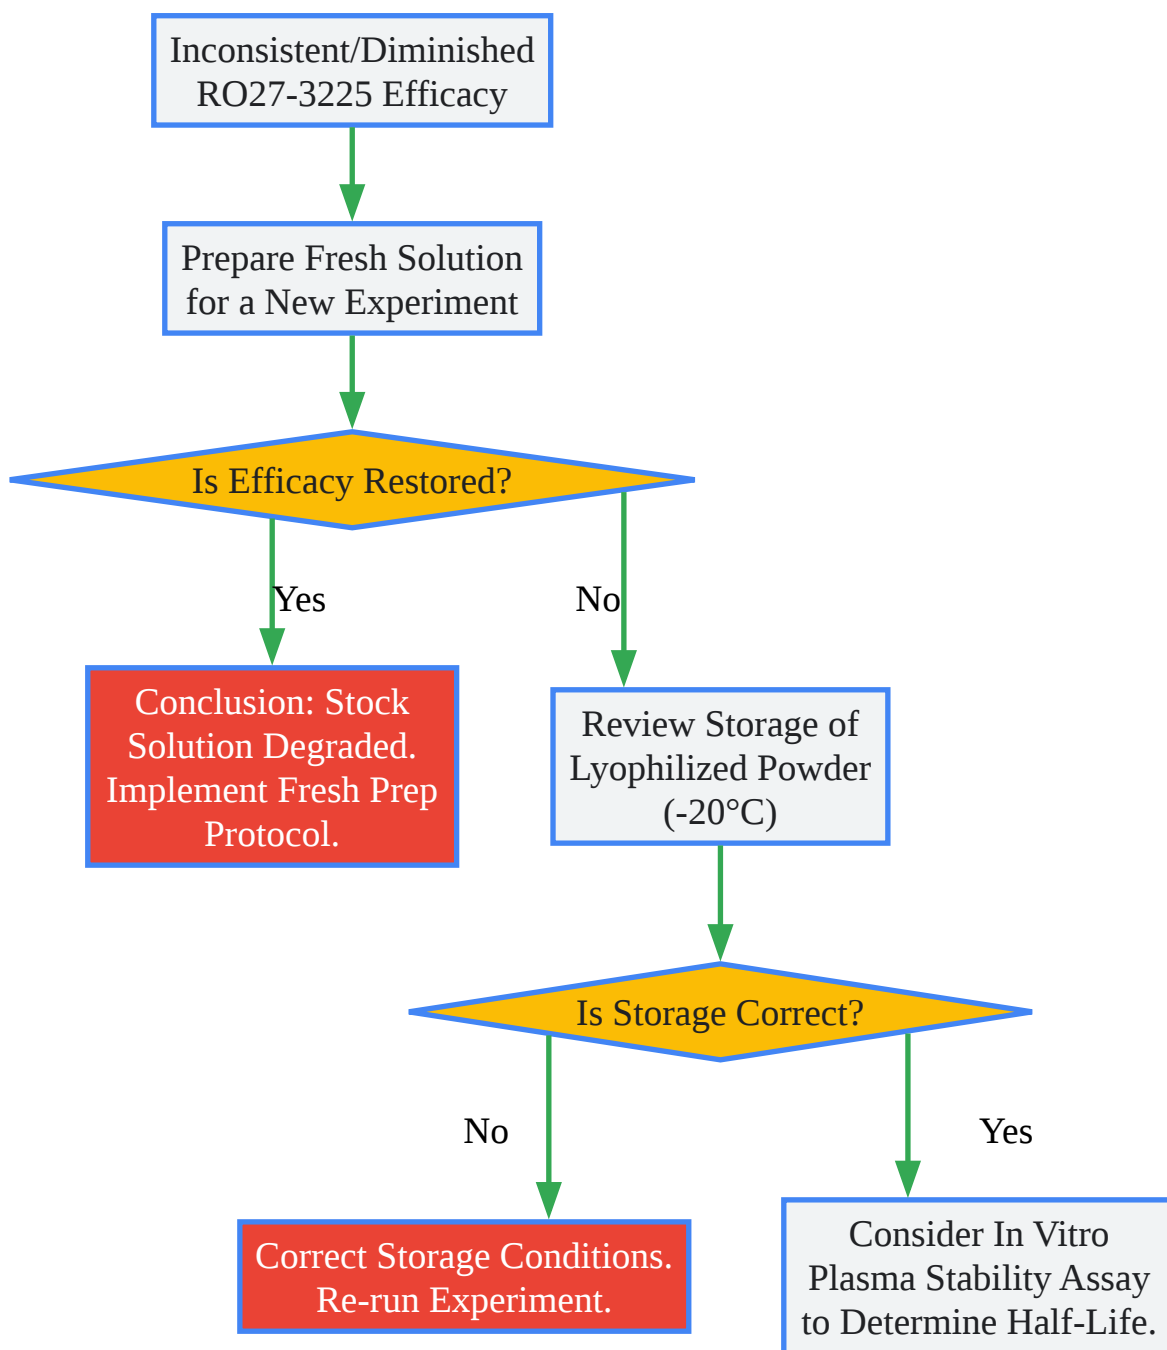 Inconsistent/Diminished
RO27-3225 Efficacy
Prepare Fresh Solution
for a New Experiment
Is Efficacy Restored?
Yes
No
Conclusion: Stock
Solution Degraded.
Implement Fresh Prep
Protocol.
Review Storage of
Lyophilized Powder
(-20°C)
Is Storage Correct?
No
Yes
Correct Storage Conditions.
Re-run Experiment.
Consider In Vitro
Plasma Stability Assay
to Determine Half-Life.